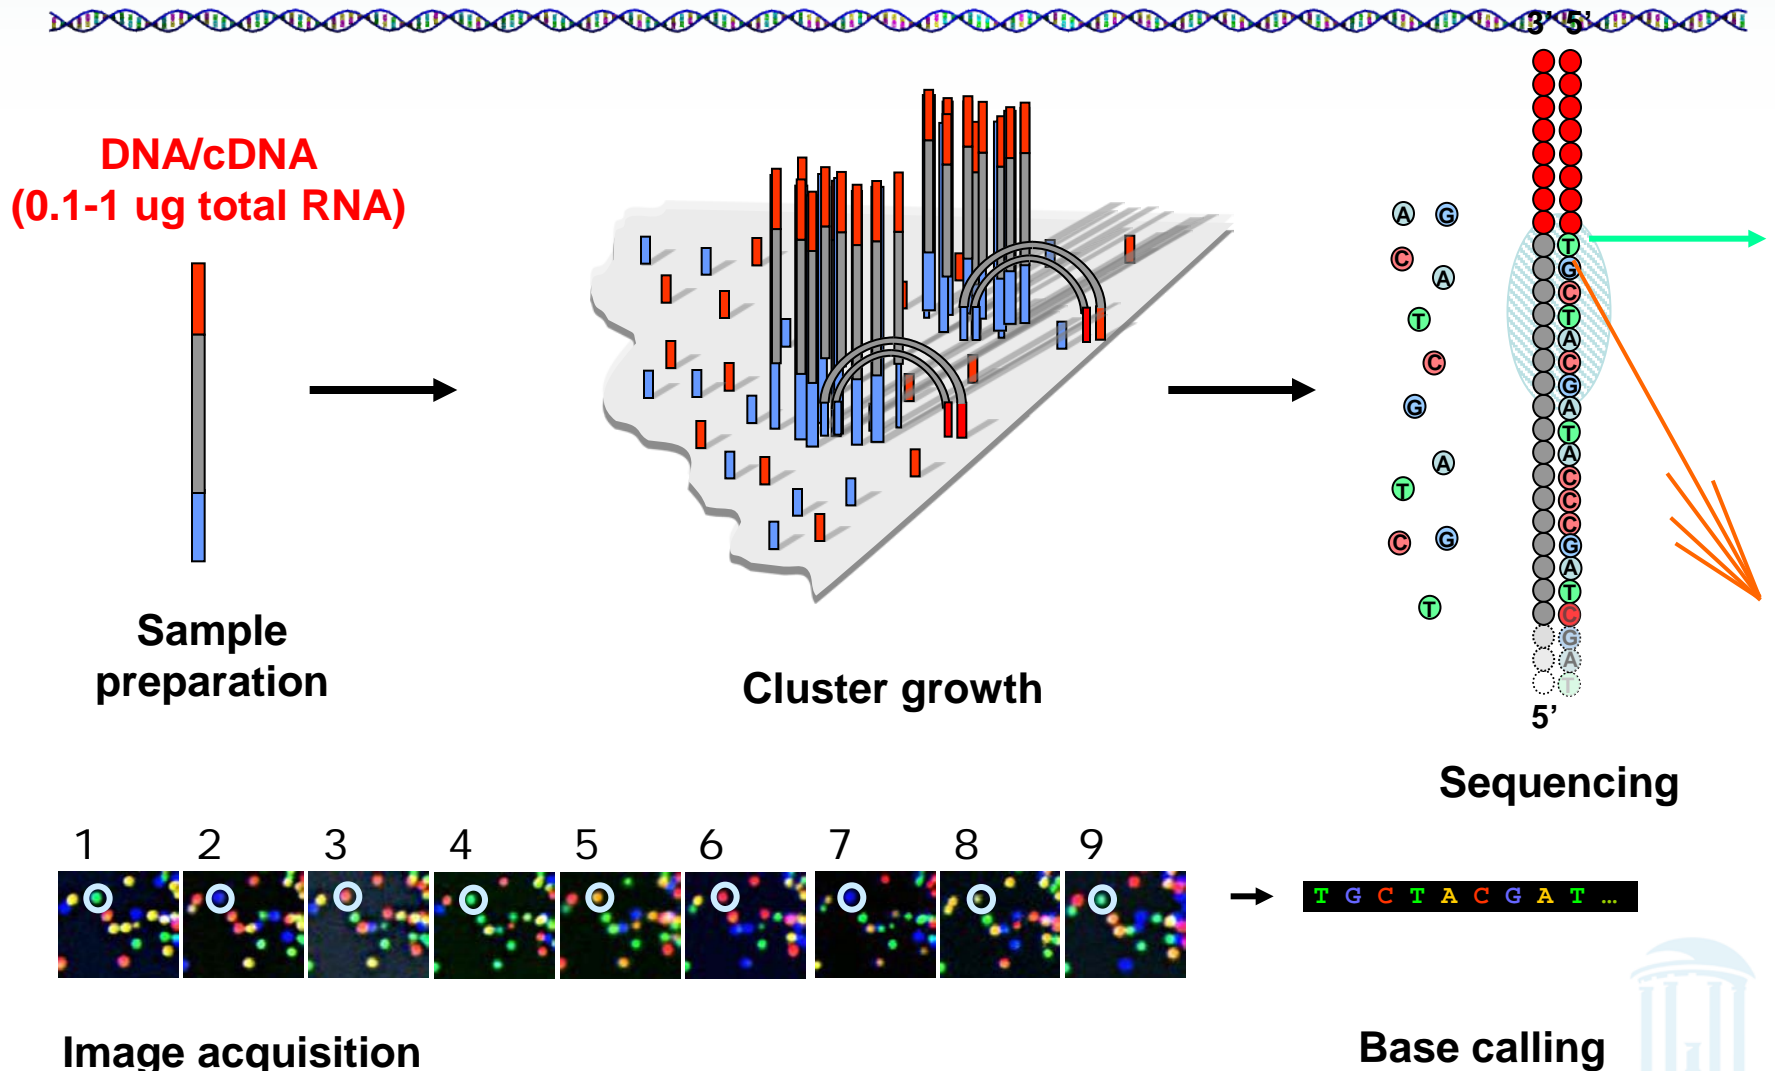 3’ 5’
DNA/cDNA
(0.1-1 ug total RNA)
A G
C
A
T
C
G
A
T
C G
T
T
G
C
T
A
C
G
A
T
A
C
C
C
G
A
T
C
G
A
T
5’
Sample
preparation
Cluster growth
Sequencing
1 2 3 4 5 6 7 8 9
T G C T A C G A T ...
Image acquisition
Base calling